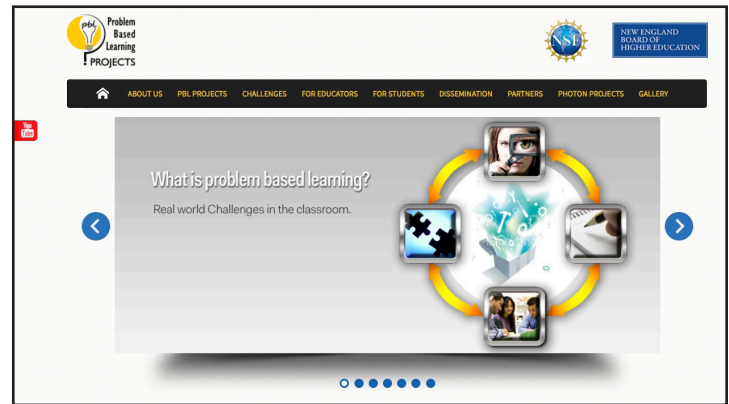 pbl
Problem
Based
Learning
PROJECTS
NSF
NEW ENGLAND
BOARD OF
HIGHER EDUCATION
ABOUT US PBL PROJECTS CHALLENGES FOR EDUCATORS FOR STUDENTS DISSEMINATION PARTNERS PHOTON PROJECTS GALLERY
You
Tube
What is problem based learning?
Real world Challenges in the classroom.